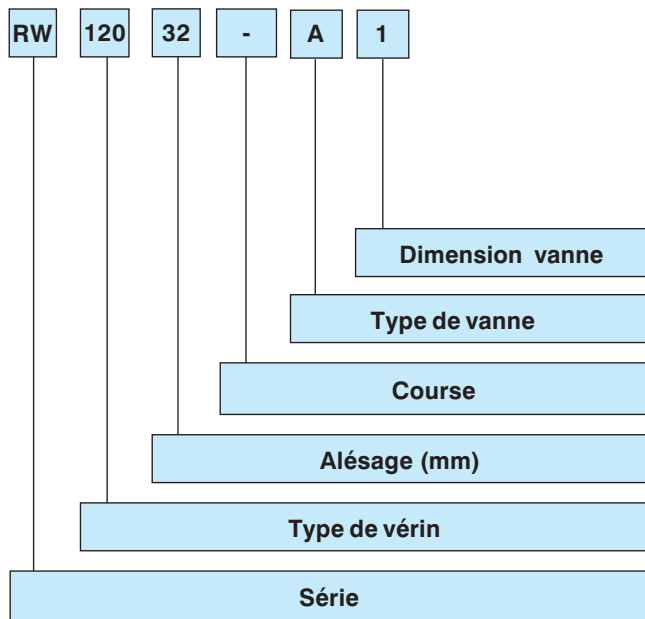 RW 120 32 - A 1
Dimension vanne
Type de vanne
Course
Alésage (mm)
Type de vérin
Série